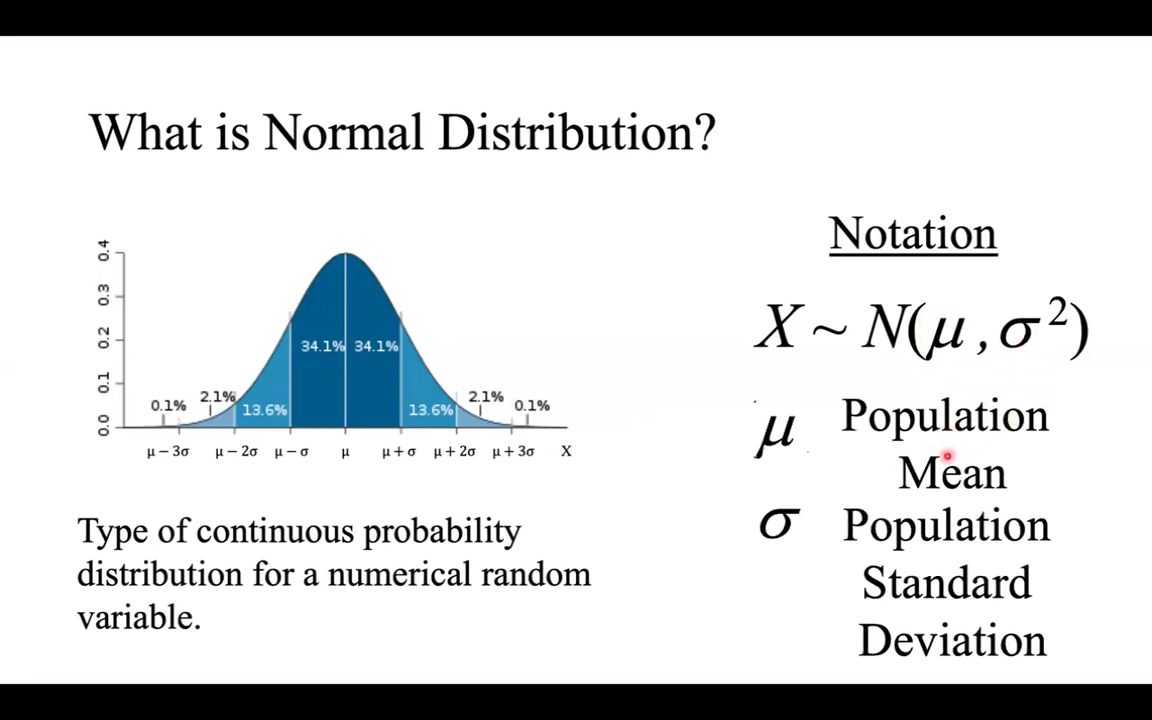 What is Normal Distribution?
0.4
0.3
0.2
0.1
0.0
34.1% 34.1%
0.1% 2.1% 13.6% 13.6% 2.1% 0.1%
μ − 3σ μ − 2σ μ − σ μ μ + σ μ + 2σ μ + 3σ X
Type of continuous probability
distribution for a numerical random
variable.
Notation
X ~ N(μ , σ²)
μ Population
Mean
σ Population
Standard
Deviation